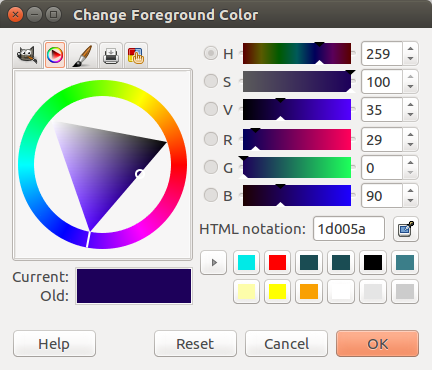 Change Foreground Color
H 259
S 100
V 35
R 29
G 0
B 90
HTML notation: 1d005a
Current:
Old:
Help Reset Cancel OK